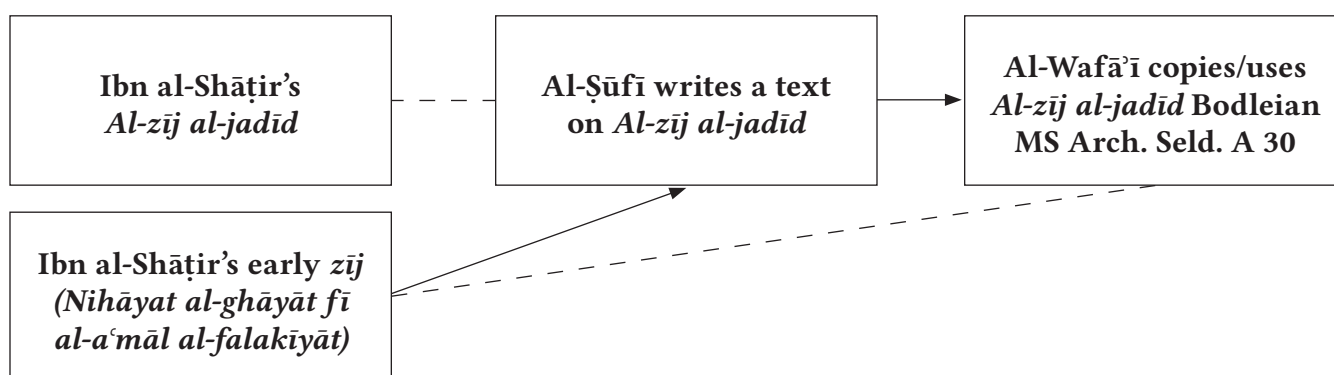 Ibn al-Shāṭir’s
Al-zīj al-jadīd
Al-Ṣūfī writes a text
on Al-zīj al-jadīd
Al-Wafāʾī copies/uses
Al-zīj al-jadīd Bodleian
MS Arch. Seld. A 30
Ibn al-Shāṭir’s early zīj
(Nihāyat al-ghāyāt fī
al-aʿmāl al-falakīyāt)